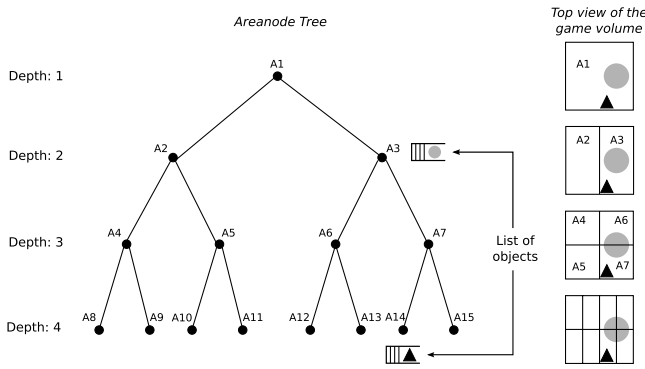 Areanode Tree
Top view of the
game volume
Depth: 1
A1
A1
Depth: 2
A2
A3
A2
A3
Depth: 3
A4
A5
A6
A7
A4
A6
A5
A7
List of
objects
Depth: 4
A8
A9
A10
A11
A12
A13
A14
A15